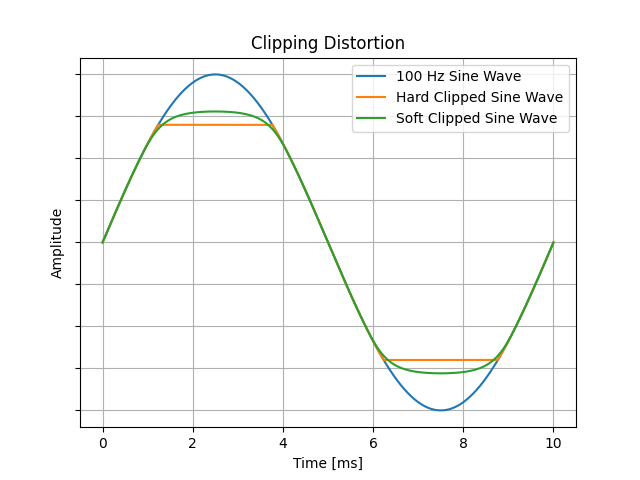 Clipping Distortion
100 Hz Sine Wave
Hard Clipped Sine Wave
Soft Clipped Sine Wave
Amplitude
0 2 4 6 8 10
Time [ms]